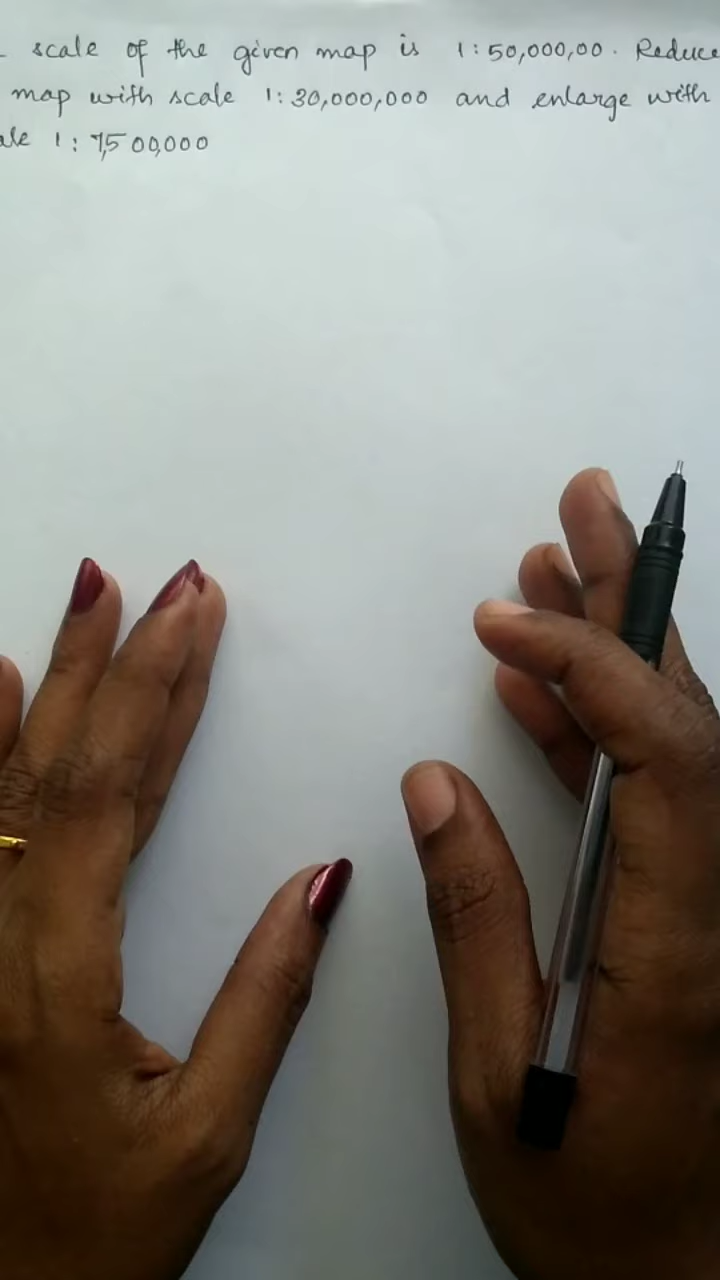 scale of the given map is 1:50,000,00. Reduce
map with scale 1:30,000,000 and enlarge with
ale 1:7,500,000